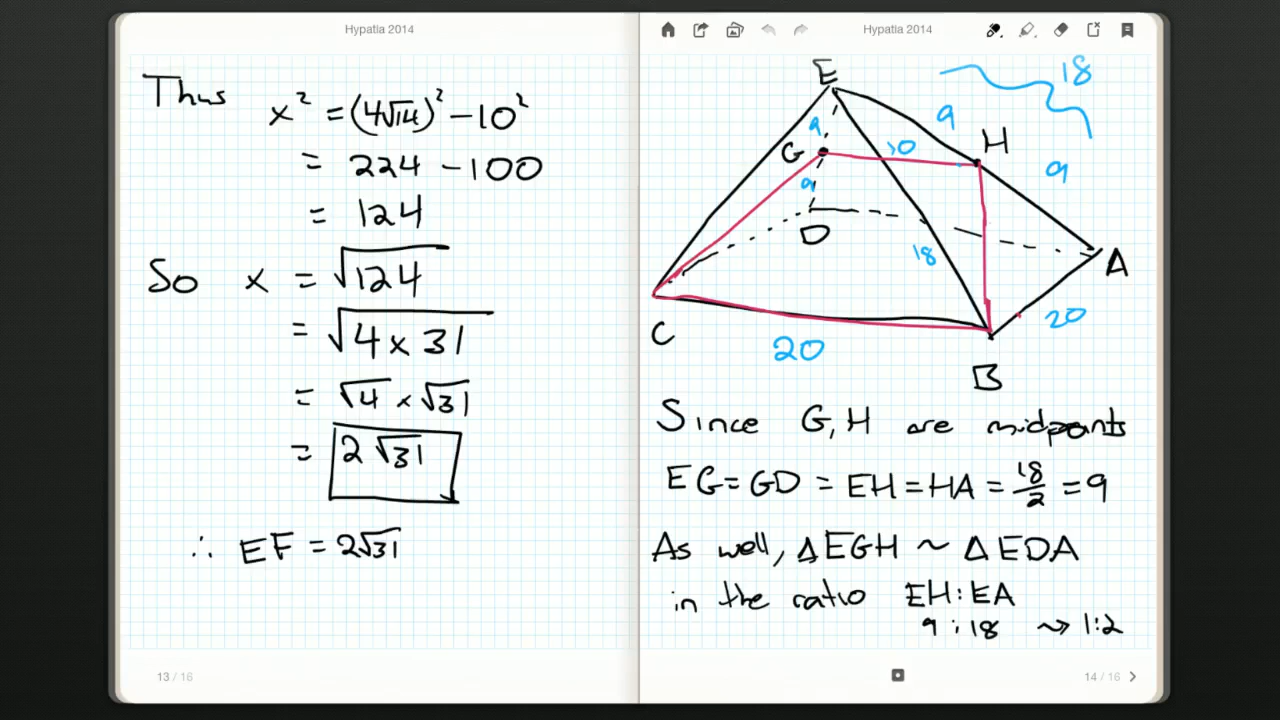 Hypatia 2014
Thus x² = (4√14)² - 10²
= 224 - 100
= 124
So x = √124
= √4 x 31
= √4 x √31
= 2√31
∴ EF = 2√31
13 / 16
Hypatia 2014
E
18
9
9
H
G
10
9
9
D
18
A
C
20
20
B
Since G, H are midpoints
EG = GD = EH = HA = 18/2 = 9
As well, ΔEGH ~ ΔEDA
in the ratio EH : EA
9 : 18 ⤳ 1:2
14 / 16